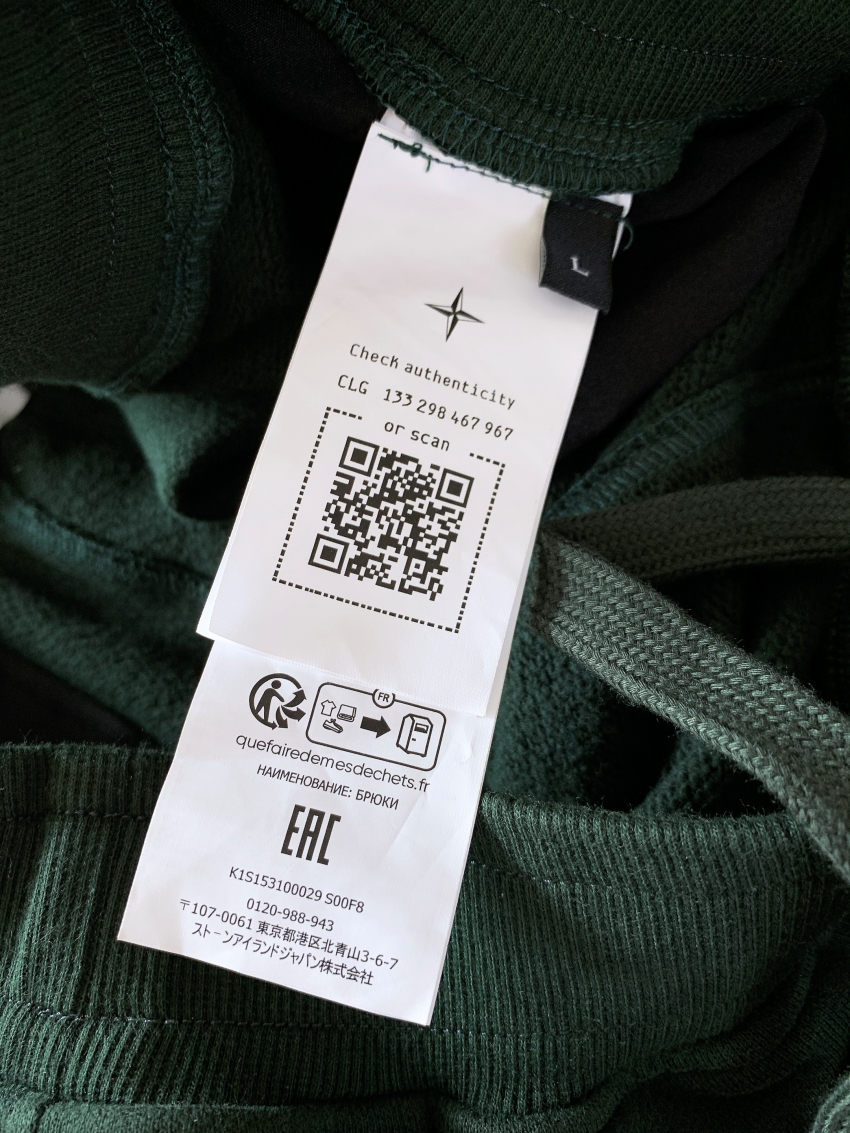 L
Check authenticity
CLG 133 298 467 967
or scan
FR
quefairedemesdechets.fr
НАИМЕНОВАНИЕ: БРЮКИ
EAC
K1S153100029 S00F8
0120-988-943
〒107-0061 東京都港区北青山3-6-7
ストーンアイランドジャパン株式会社